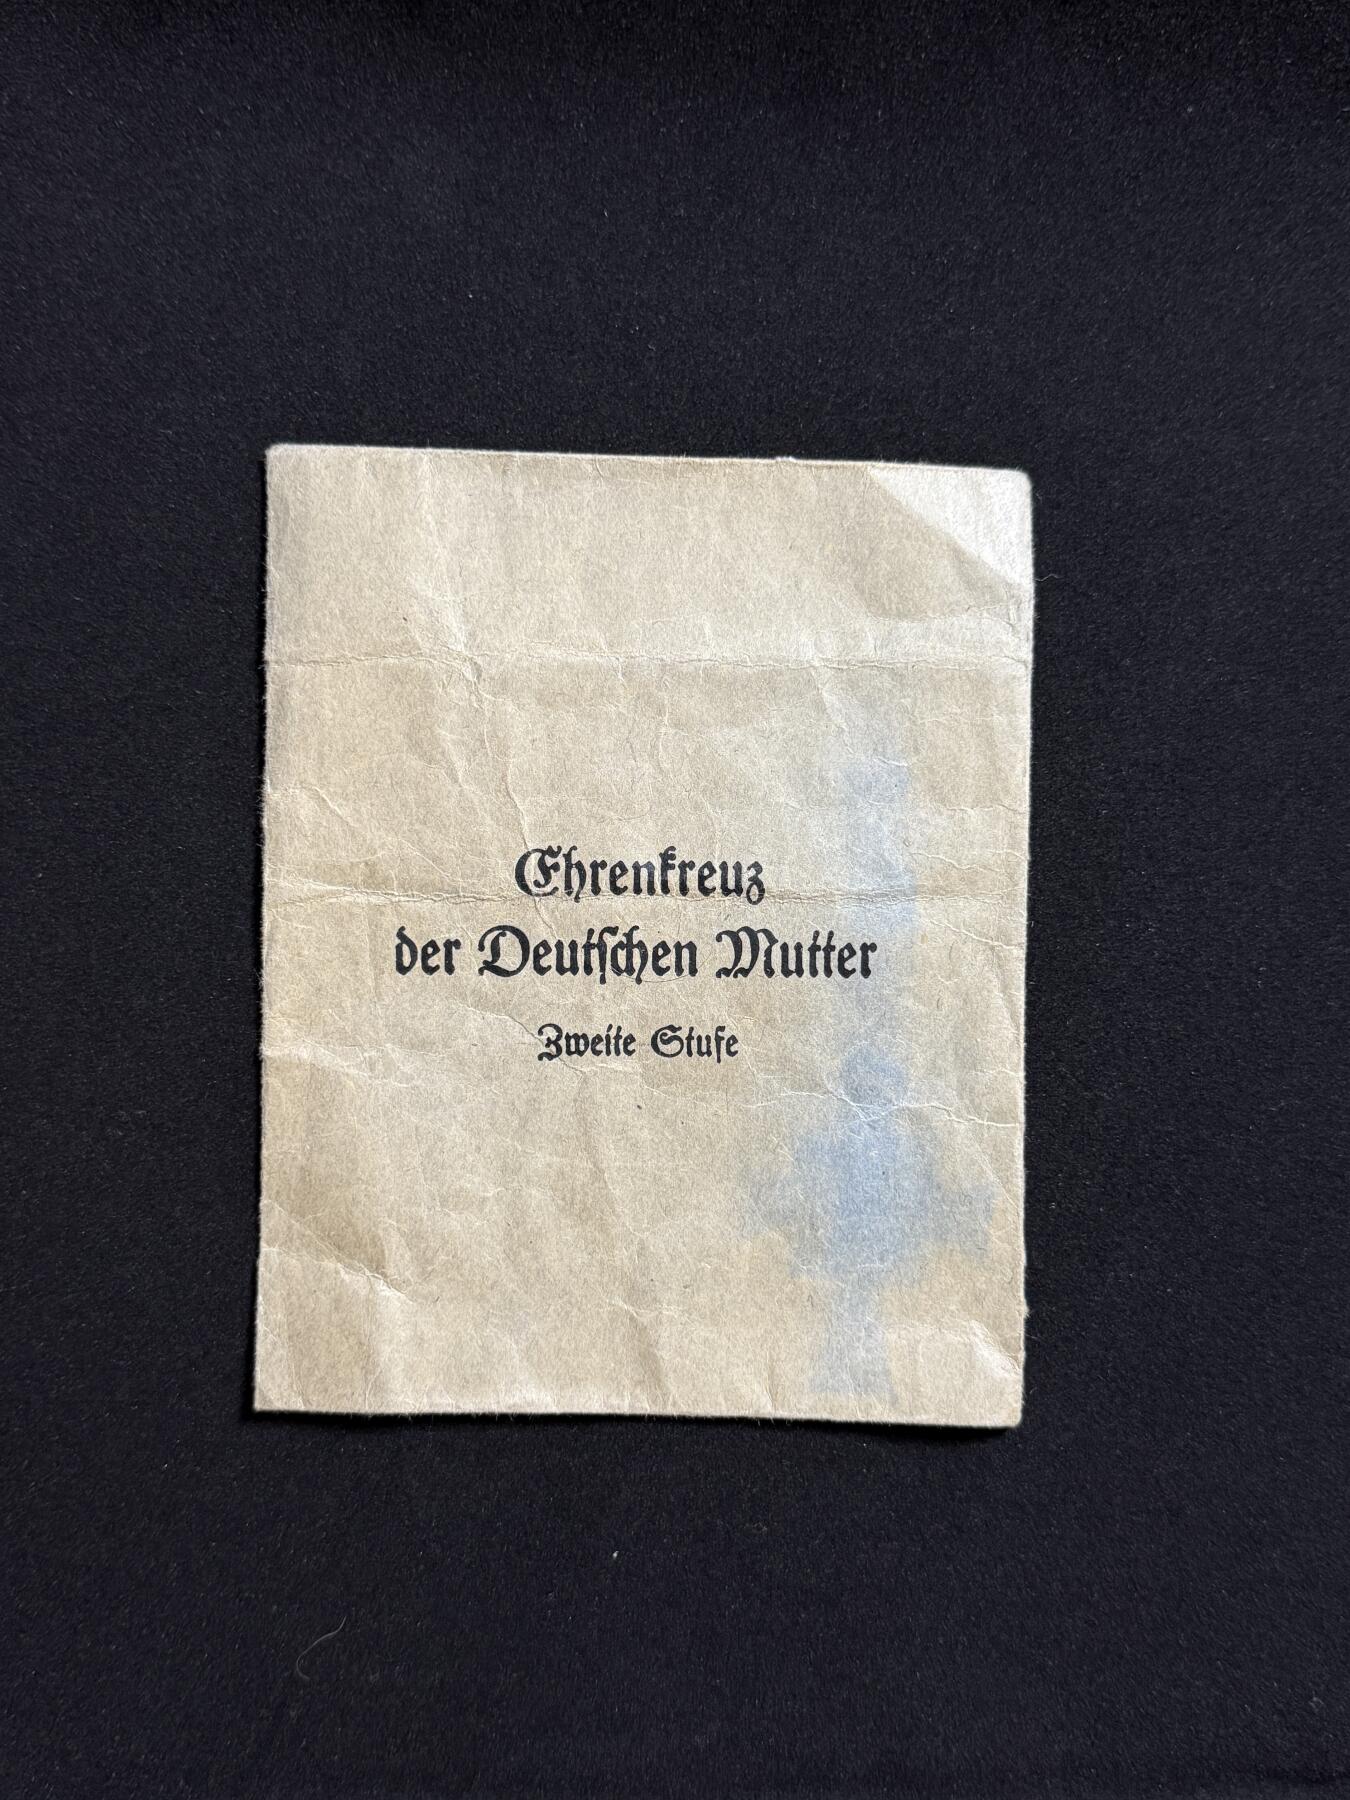 Ehrenkreuz
der Deutſchen Mutter
Zweite Stufe